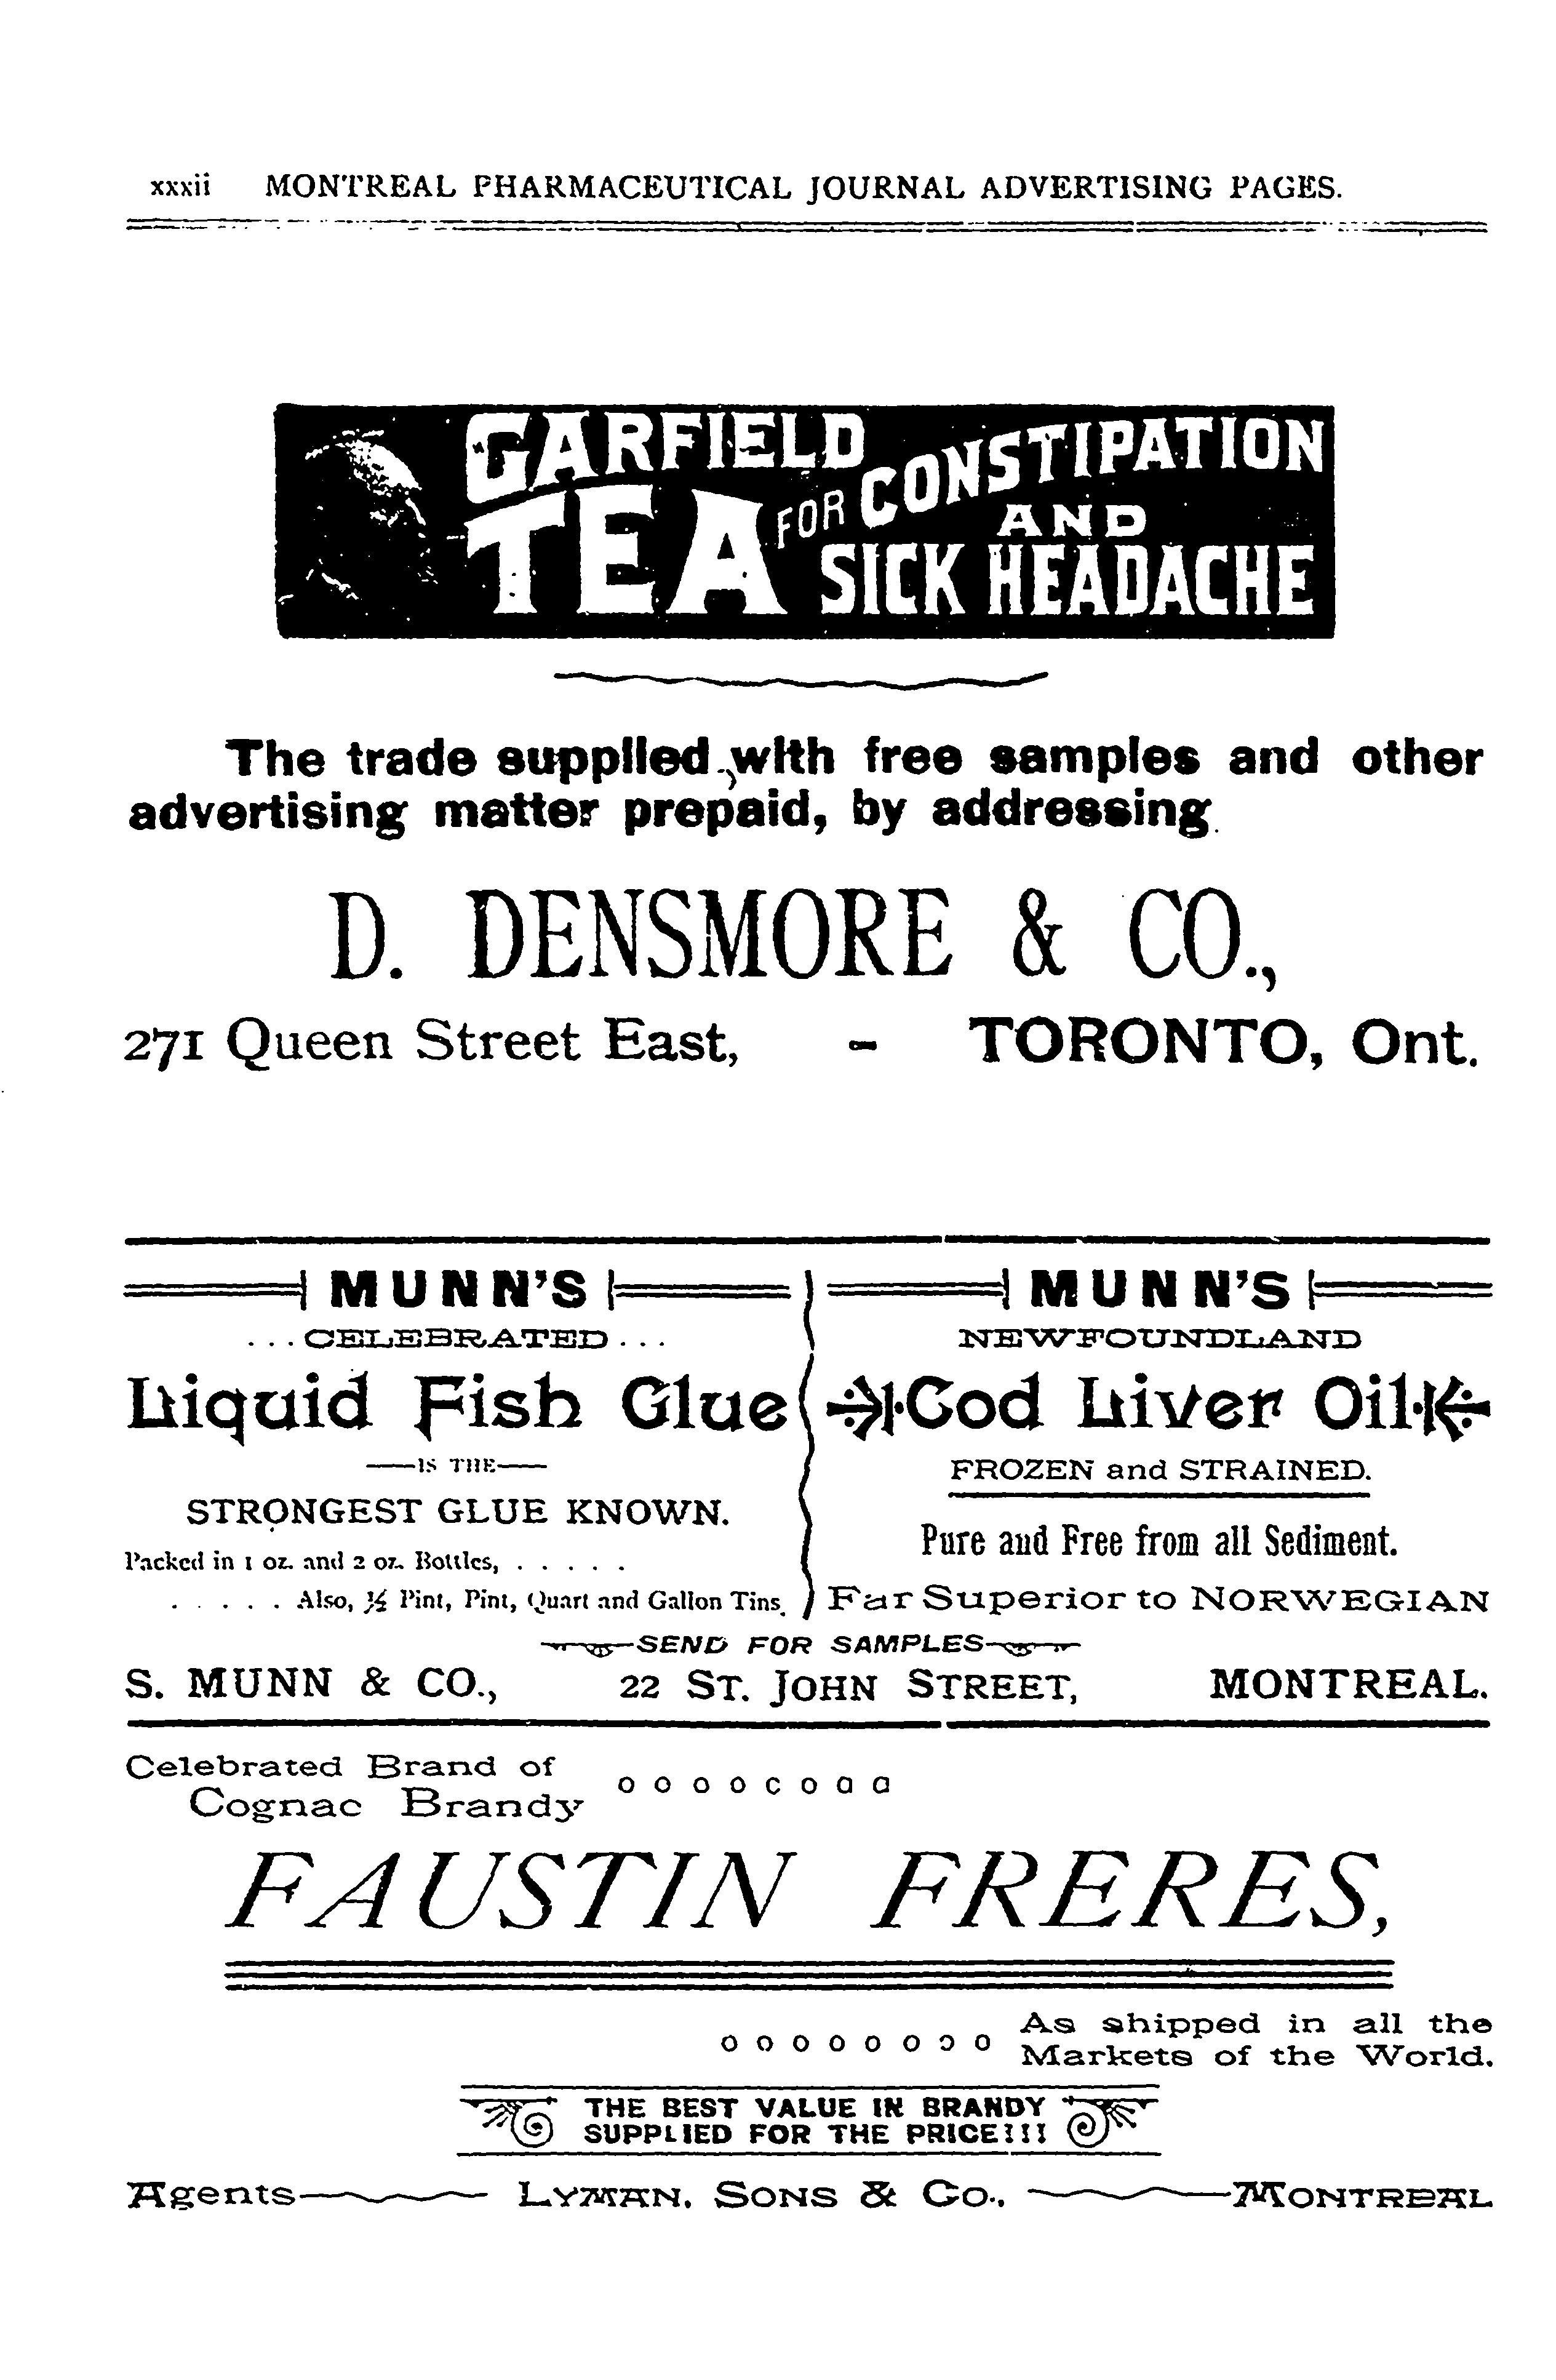 xxxii MONTREAL PHARMACEUTICAL JOURNAL ADVERTISING PAGES.
GARFIELD TEA FOR CONSTIPATION AND SICK HEADACHE
The trade supplied with free samples and other
advertising matter prepaid, by addressing
D. DENSMORE & CO.,
271 Queen Street East, - TORONTO, Ont.
MUNN'S
... CELEBRATED ...
Liquid Fish Glue
—IS THE—
STRONGEST GLUE KNOWN.
Packed in 1 oz. and 2 oz. Bottles, . . . . .
. . . . . Also, ½ Pint, Pint, Quart and Gallon Tins.
MUNN'S
NEWFOUNDLAND
Cod Liver Oil
FROZEN and STRAINED.
Pure and Free from all Sediment.
Far Superior to NORWEGIAN
SEND FOR SAMPLES
S. MUNN & CO., 22 ST. JOHN STREET, MONTREAL.
Celebrated Brand of
Cognac Brandy
FAUSTIN FRERES,
As shipped in all the
Markets of the World.
THE BEST VALUE IN BRANDY
SUPPLIED FOR THE PRICE!!!
Agents LYMAN, SONS & CO., MONTREAL